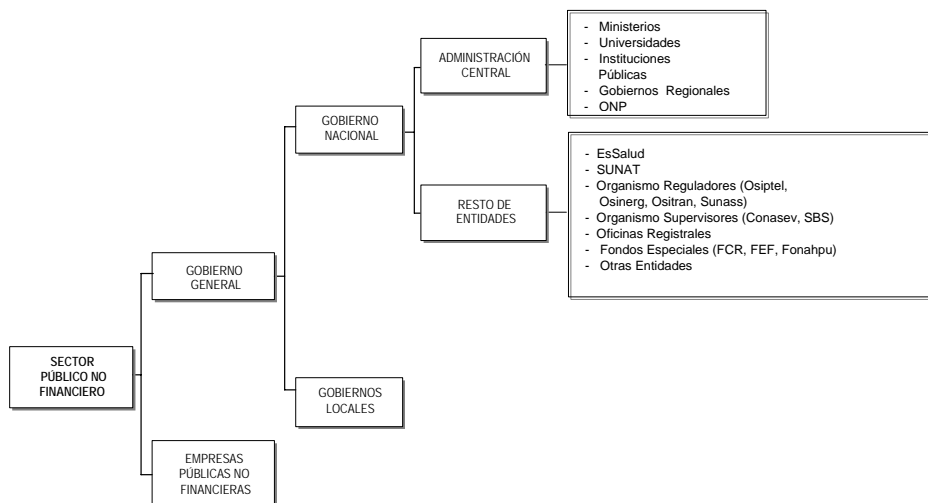 ADMINISTRACIÓN
CENTRAL
- Ministerios
- Universidades
- Instituciones
Públicas
- Gobiernos Regionales
- ONP
GOBIERNO
NACIONAL
RESTO DE
ENTIDADES
- EsSalud
- SUNAT
- Organismo Reguladores (Osiptel,
Osinerg, Ositran, Sunass)
- Organismo Supervisores (Conasev, SBS)
- Oficinas Registrales
- Fondos Especiales (FCR, FEF, Fonahpu)
- Otras Entidades
GOBIERNO
GENERAL
SECTOR
PÚBLICO NO
FINANCIERO
GOBIERNOS
LOCALES
EMPRESAS
PÚBLICAS NO
FINANCIERAS